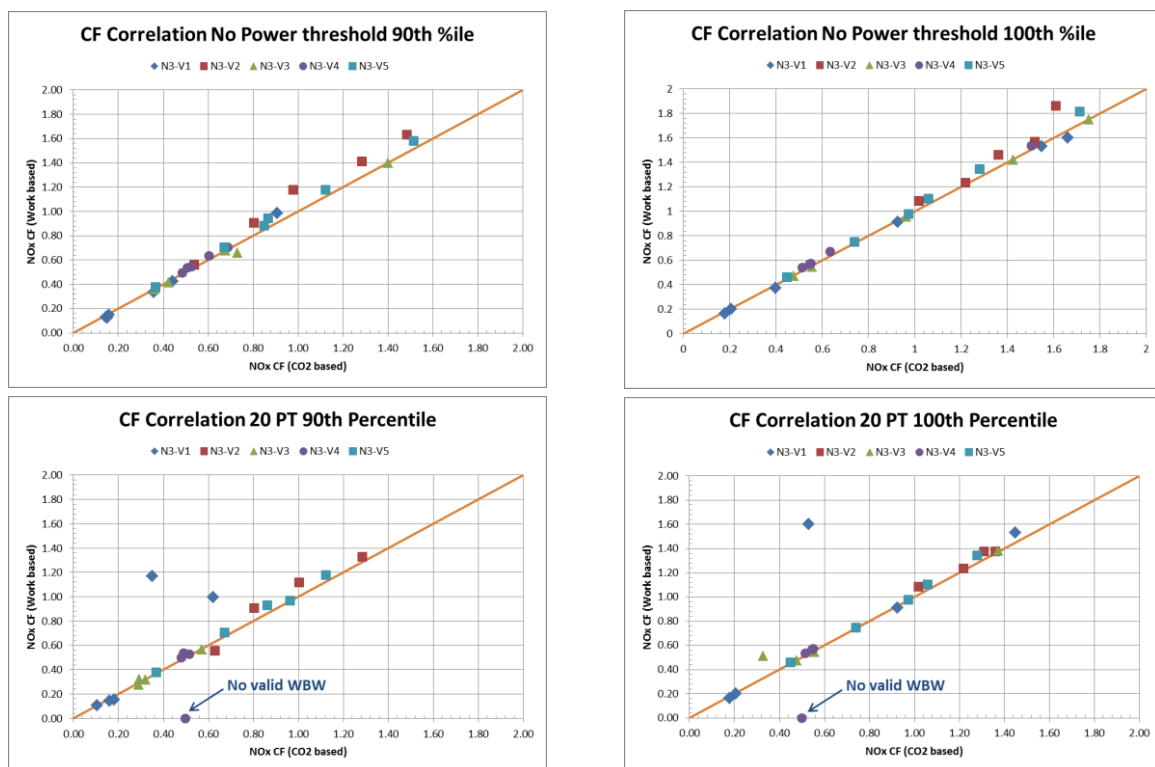 CF Correlation No Power threshold 90th %ile
N3-V1 N3-V2 N3-V3 N3-V4 N3-V5
2.00
1.80
1.60
1.40
1.20
1.00
0.80
0.60
0.40
0.20
0.00
NOx CF (Work based)
0.00 0.20 0.40 0.60 0.80 1.00 1.20 1.40 1.60 1.80 2.00
NOx CF (CO2 based)
CF Correlation No Power threshold 100th %ile
N3-V1 N3-V2 N3-V3 N3-V4 N3-V5
2
1.8
1.6
1.4
1.2
1
0.8
0.6
0.4
0.2
0
NOx CF (Work based)
0 0.2 0.4 0.6 0.8 1 1.2 1.4 1.6 1.8 2
NOx CF (CO2 based)
CF Correlation 20 PT 90th Percentile
N3-V1 N3-V2 N3-V3 N3-V4 N3-V5
2.00
1.80
1.60
1.40
1.20
1.00
0.80
0.60
0.40
0.20
0.00
NOx CF (Work based)
No valid WBW
0.00 0.20 0.40 0.60 0.80 1.00 1.20 1.40 1.60 1.80 2.00
NOx CF (CO2 based)
CF Correlation 20 PT 100th Percentile
N3-V1 N3-V2 N3-V3 N3-V4 N3-V5
2.00
1.80
1.60
1.40
1.20
1.00
0.80
0.60
0.40
0.20
0.00
NOx CF (Work based)
No valid WBW
0.00 0.20 0.40 0.60 0.80 1.00 1.20 1.40 1.60 1.80 2.00
NOx CF (CO2 based)